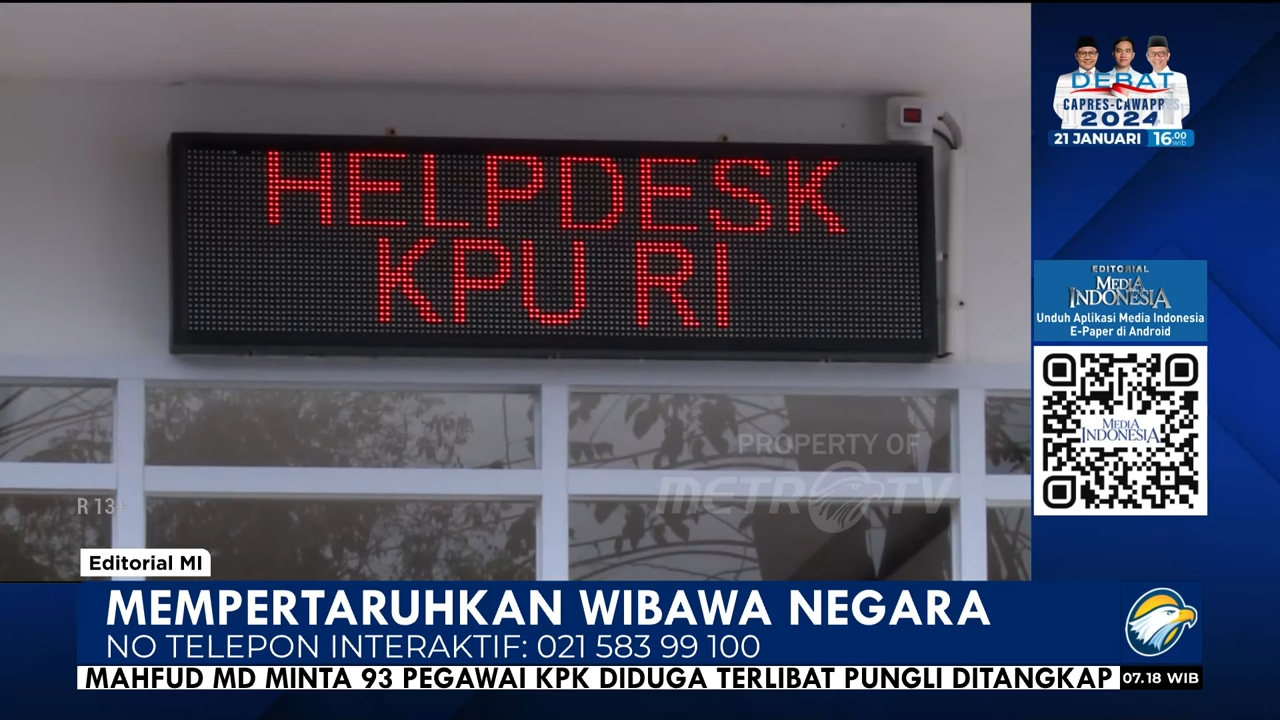 HELPDESK
KPU RI
DEBAT
CAPRES-CAWAPRES
2024
21 JANUARI 16.00 WIB
EDITORIAL
MEDIA
INDONESIA
Unduh Aplikasi Media Indonesia
E-Paper di Android
MEDIA
INDONESIA
PROPERTY OF
METRO TV
R 13+
Editorial MI
MEMPERTARUHKAN WIBAWA NEGARA
NO TELEPON INTERAKTIF: 021 583 99 100
MAHFUD MD MINTA 93 PEGAWAI KPK DIDUGA TERLIBAT PUNGLI DITANGKAP
07.18 WIB